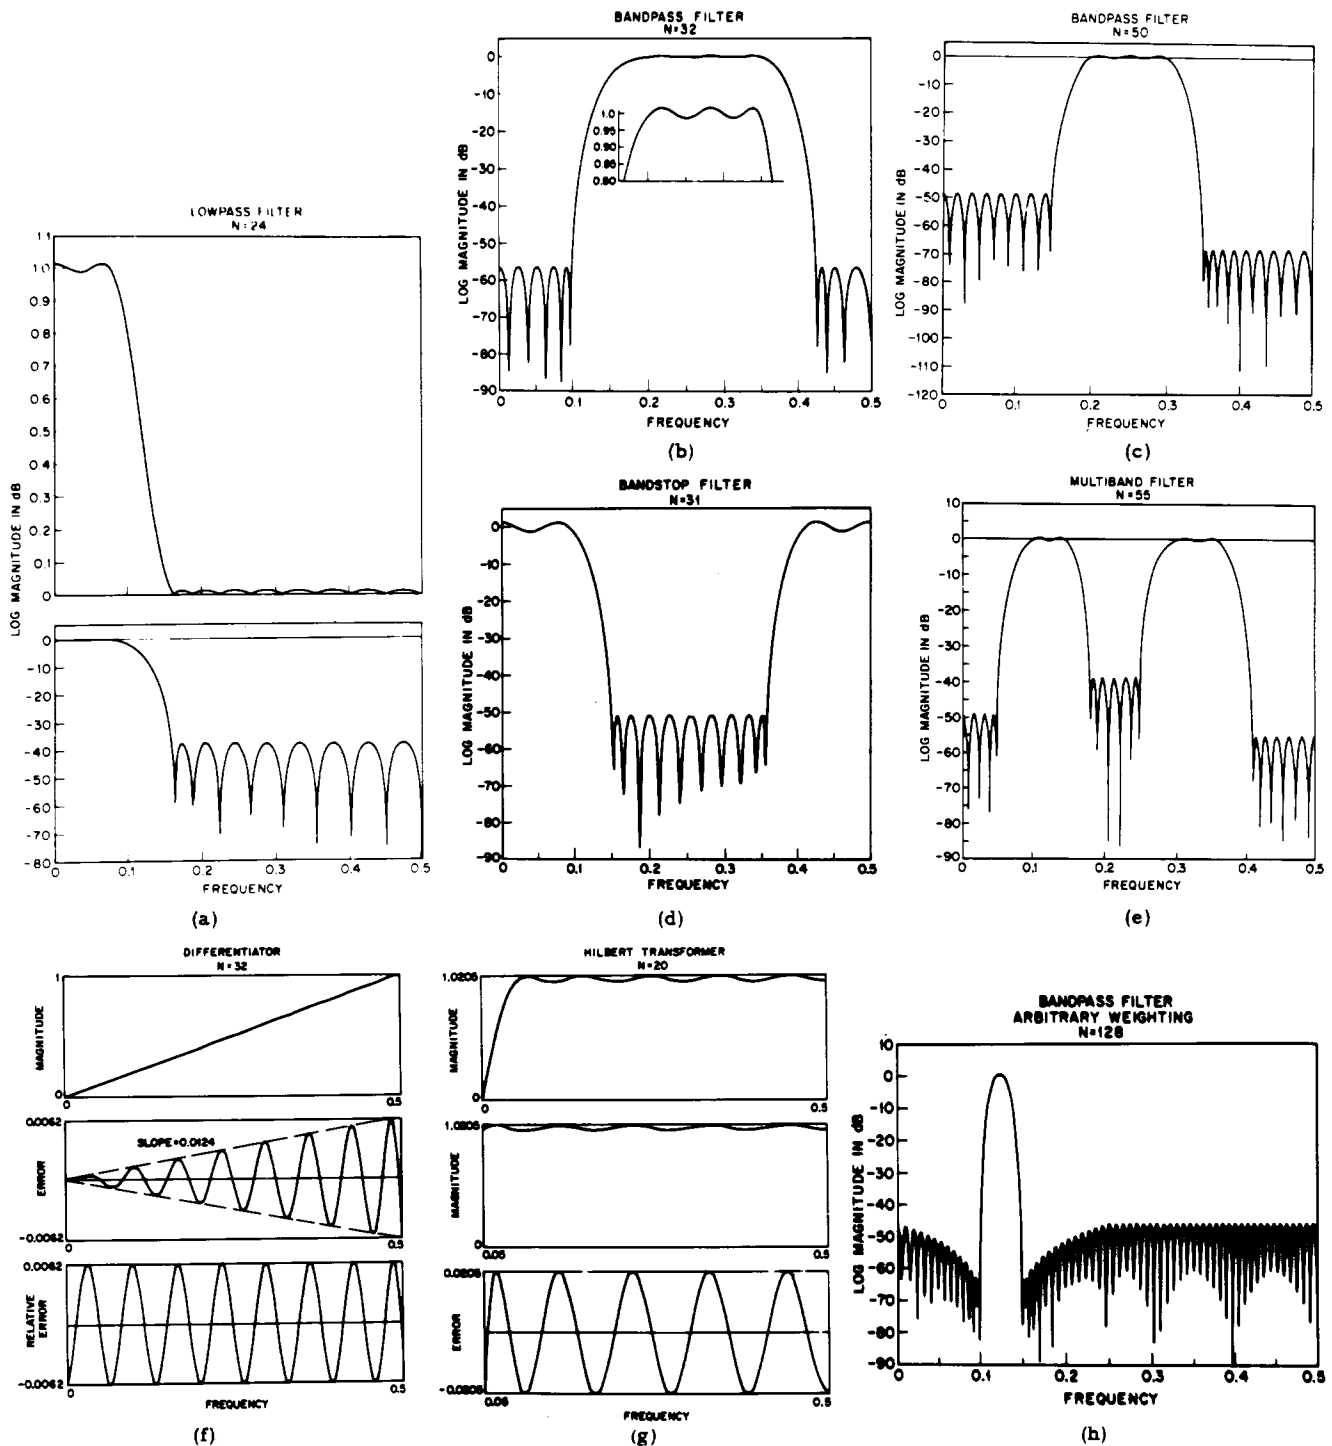 LOWPASS FILTER
N=24
1.1
1.0
0.9
0.8
0.7
0.6
0.5
0.4
0.3
0.2
0.1
0
LOG MAGNITUDE IN dB
0
-10
-20
-30
-40
-50
-60
-70
-80
0 0.1 0.2 0.3 0.4 0.5
FREQUENCY
(a)
BANDPASS FILTER
N=32
0
-10
-20
-30
-40
-50
-60
-70
-80
-90
LOG MAGNITUDE IN dB
1.0
0.95
0.90
0.85
0.80
0 0.1 0.2 0.3 0.4 0.5
FREQUENCY
(b)
BANDPASS FILTER
N=50
0
-10
-20
-30
-40
-50
-60
-70
-80
-90
-100
-110
-120
LOG MAGNITUDE IN dB
0 0.1 0.2 0.3 0.4 0.5
FREQUENCY
(c)
BANDSTOP FILTER
N=31
0
-10
-20
-30
-40
-50
-60
-70
-80
-90
LOG MAGNITUDE IN dB
0 0.1 0.2 0.3 0.4 0.5
FREQUENCY
(d)
MULTIBAND FILTER
N=55
10
0
-10
-20
-30
-40
-50
-60
-70
-80
-90
LOG MAGNITUDE IN dB
0 0.1 0.2 0.3 0.4 0.5
FREQUENCY
(e)
DIFFERENTIATOR
N=32
1
MAGNITUDE
0
0 0.5
0.0062
SLOPE=0.0124
ERROR
-0.0062
0 0.5
0.0062
RELATIVE
ERROR
-0.0062
0 0.5
FREQUENCY
(f)
HILBERT TRANSFORMER
N=20
1.0205
MAGNITUDE
0
0 0.5
1.0205
MAGNITUDE
0
0.05 0.5
0.0205
ERROR
-0.0205
0.05 0.5
FREQUENCY
(g)
BANDPASS FILTER
ARBITRARY WEIGHTING
N=128
10
0
-10
-20
-30
-40
-50
-60
-70
-80
-90
LOG MAGNITUDE IN dB
0 0.1 0.2 0.3 0.4 0.5
FREQUENCY
(h)